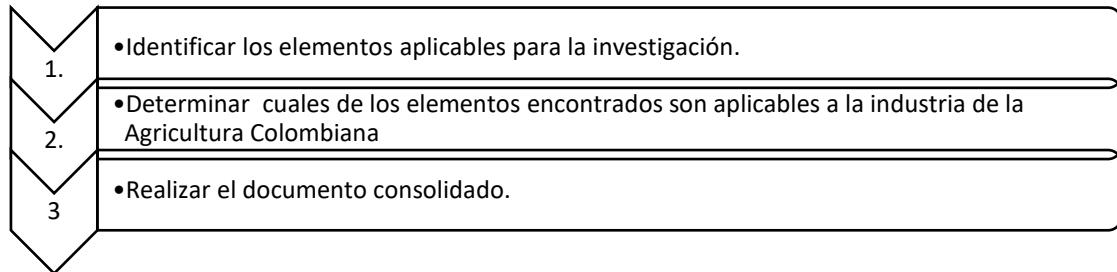 1.
•Identificar los elementos aplicables para la investigación.
2.
•Determinar  cuales de los elementos encontrados son aplicables a la industria de la
Agricultura Colombiana
3
•Realizar el documento consolidado.